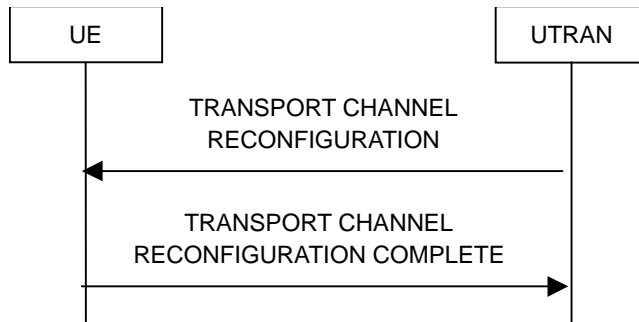 UE
UTRAN
TRANSPORT CHANNEL
RECONFIGURATION
TRANSPORT CHANNEL
RECONFIGURATION COMPLETE